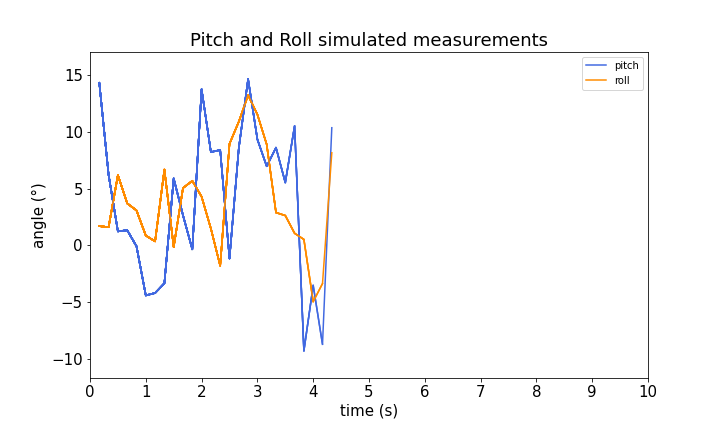 Pitch and Roll simulated measurements
pitch
roll
angle (°)
15
10
5
0
−5
−10
0 1 2 3 4 5 6 7 8 9 10
time (s)